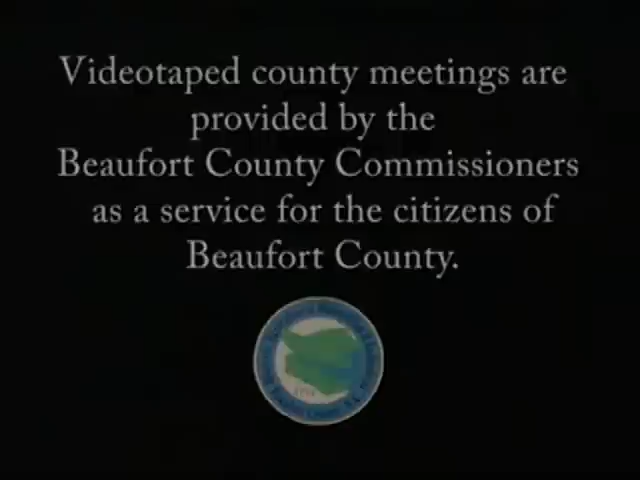 Videotaped county meetings are
provided by the
Beaufort County Commissioners
as a service for the citizens of
Beaufort County.